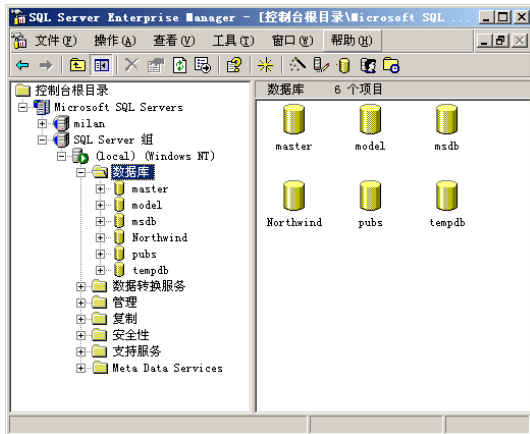 SQL Server Enterprise Manager - [控制台根目录\Microsoft SQL ...
文件(F) 操作(A) 查看(V) 工具(T) 窗口(W) 帮助(H)
控制台根目录
Microsoft SQL Servers
milan
SQL Server 组
(local) (Windows NT)
数据库
master
model
msdb
Northwind
pubs
tempdb
数据转换服务
管理
复制
安全性
支持服务
Meta Data Services
数据库 6 个项目
master model msdb
Northwind pubs tempdb